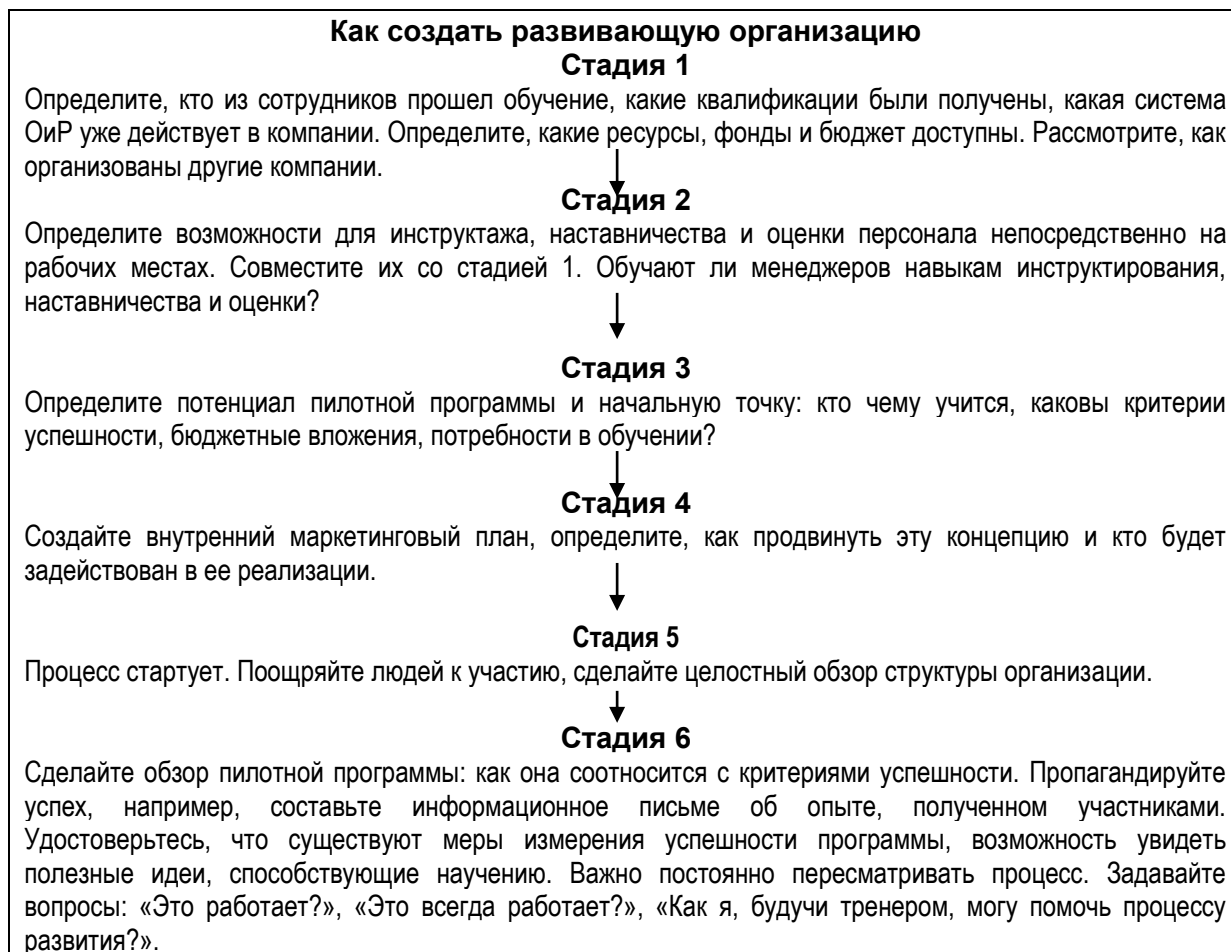 Как создать развивающую организацию
Стадия 1
Определите, кто из сотрудников прошел обучение, какие квалификации были получены, какая система
ОиР уже действует в компании. Определите, какие ресурсы, фонды и бюджет доступны. Рассмотрите, как
организованы другие компании.
Стадия 2
Определите возможности для инструктажа, наставничества и оценки персонала непосредственно на
рабочих местах. Совместите их со стадией 1. Обучают ли менеджеров навыкам инструктирования,
наставничества и оценки?
Стадия 3
Определите потенциал пилотной программы и начальную точку: кто чему учится, каковы критерии
успешности, бюджетные вложения, потребности в обучении?
Стадия 4
Создайте внутренний маркетинговый план, определите, как продвинуть эту концепцию и кто будет
задействован в ее реализации.
Стадия 5
Процесс стартует. Поощряйте людей к участию, сделайте целостный обзор структуры организации.
Стадия 6
Сделайте обзор пилотной программы: как она соотносится с критериями успешности. Пропагандируйте
успех, например, составьте информационное письме об опыте, полученном участниками.
Удостоверьтесь, что существуют меры измерения успешности программы, возможность увидеть
полезные идеи, способствующие научению. Важно постоянно пересматривать процесс. Задавайте
вопросы: «Это работает?», «Это всегда работает?», «Как я, будучи тренером, могу помочь процессу
развития?».